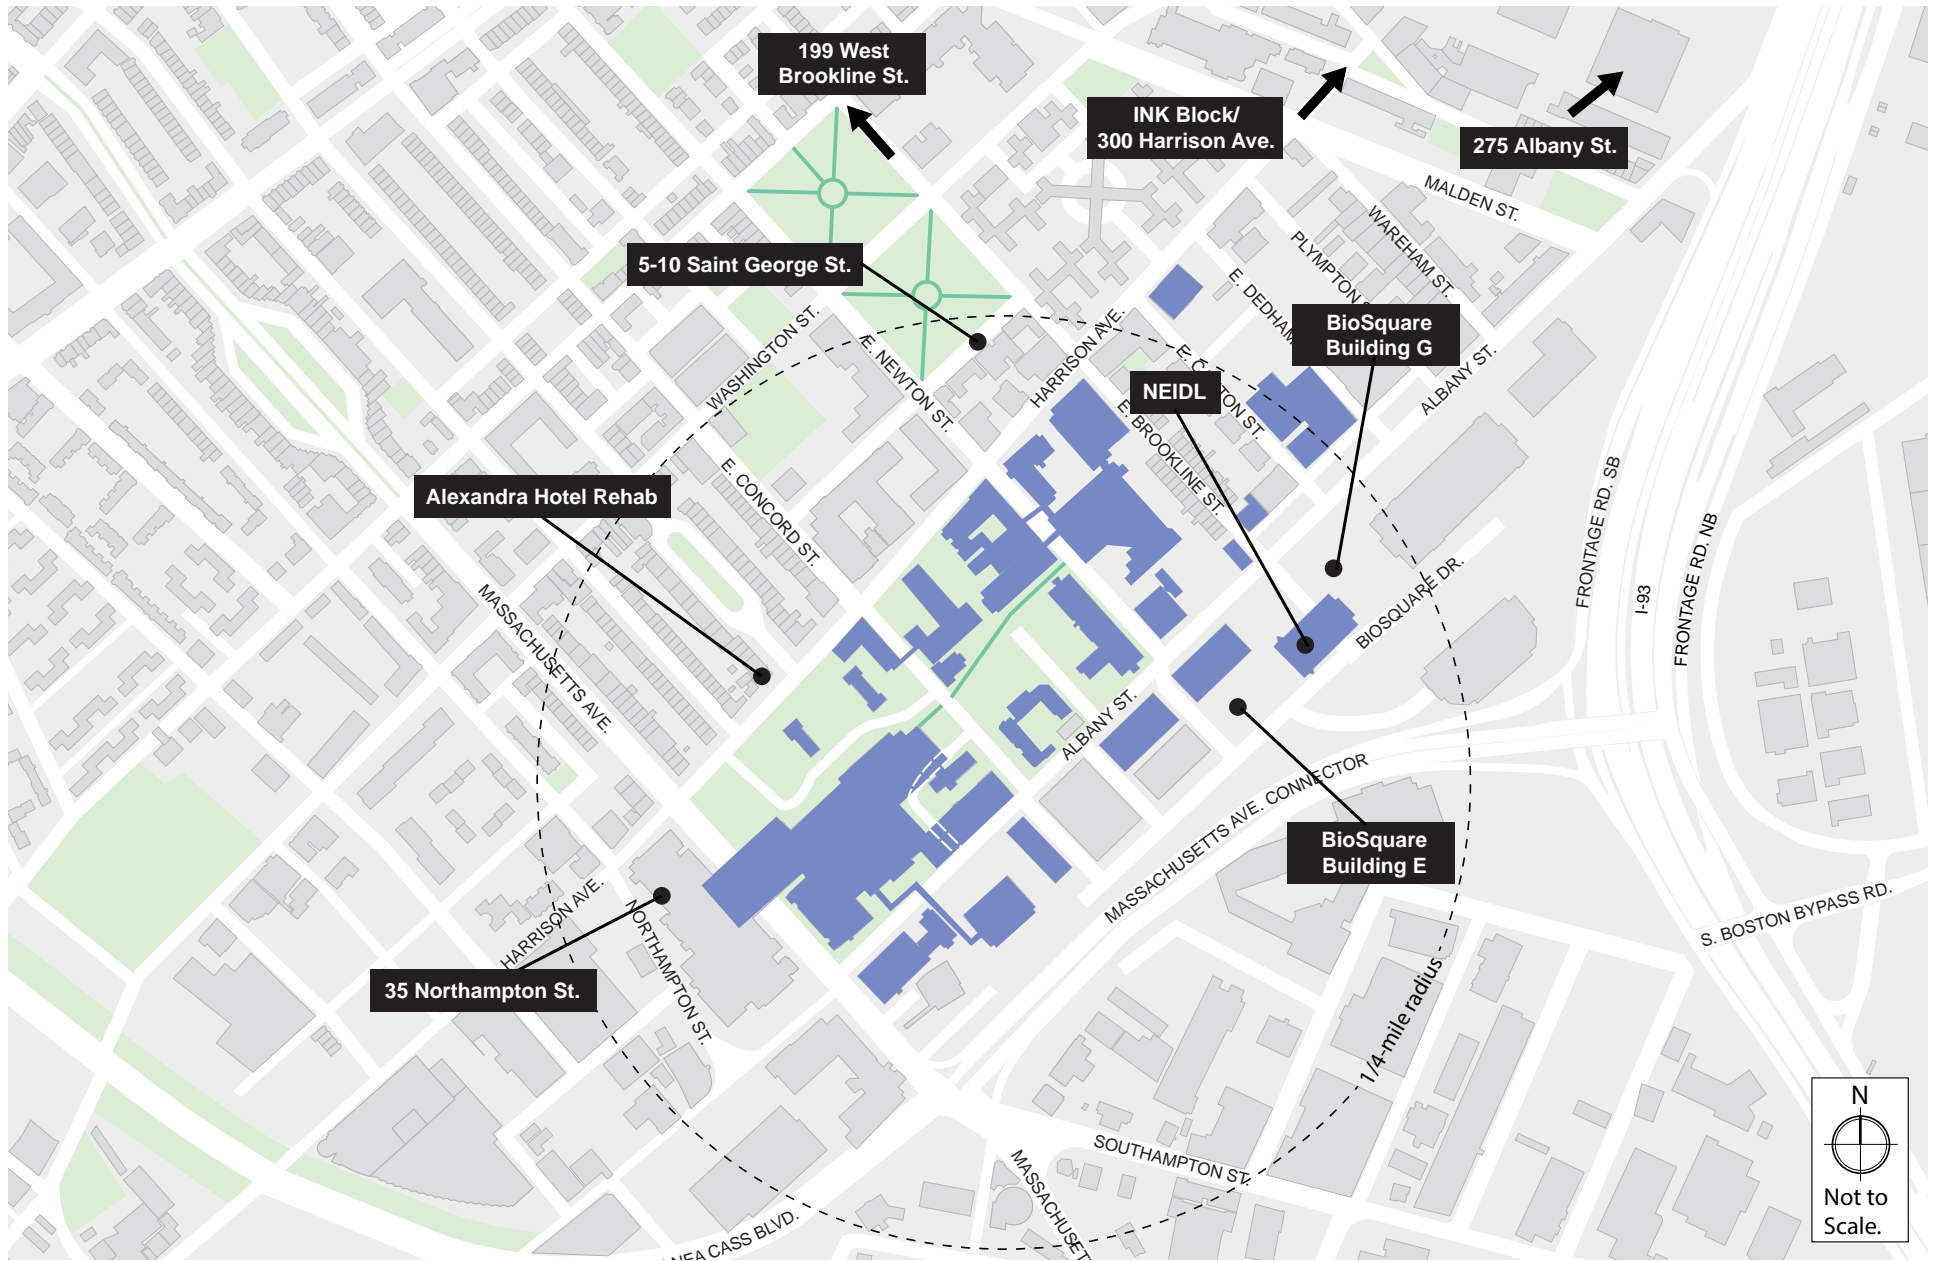 199 West
Brookline St.
INK Block/
300 Harrison Ave.
275 Albany St.
MALDEN ST.
WAREHAM ST.
PLYMPTON S
E. DEDHAM
5-10 Saint George St.
BioSquare
Building G
WASHINGTON ST.
E. NEWTON ST.
HARRISON AVE.
E. CANTON ST.
NEIDL
ALBANY ST.
E. BROOKLINE ST.
Alexandra Hotel Rehab
E. CONCORD ST.
FRONTAGE RD. SB
I-93
FRONTAGE RD. NB
BIOSQUARE DR.
MASSACHUSETTS AVE.
ALBANY ST.
MASSACHUSETTS AVE. CONNECTOR
BioSquare
Building E
HARRISON AVE.
NORTHAMPTON ST.
35 Northampton St.
S. BOSTON BYPASS RD.
1/4-mile radius
SOUTHAMPTON ST.
MASSACHUSET
NEA CASS BLVD.
N
Not to
Scale.